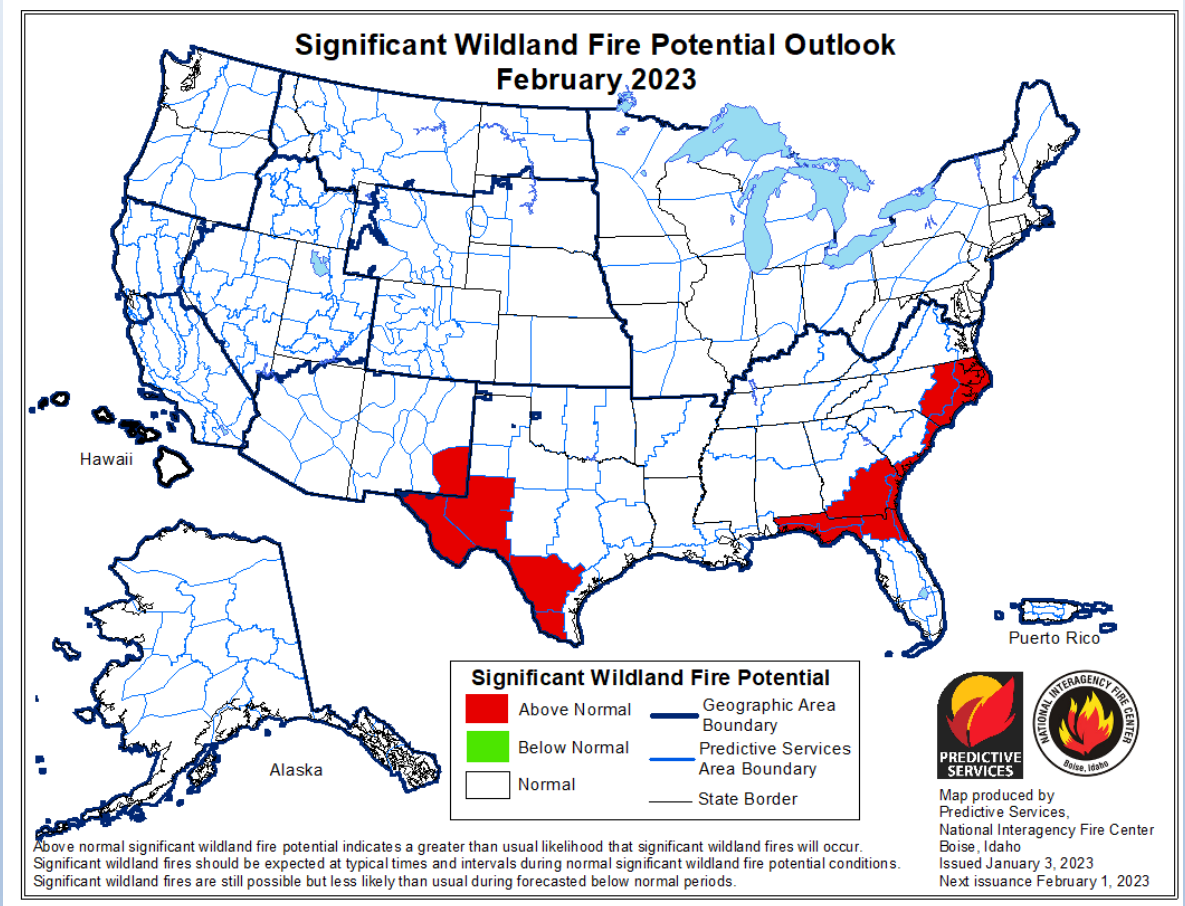 Significant Wildland Fire Potential Outlook
February 2023
Hawaii
Alaska
Puerto Rico
Significant Wildland Fire Potential
Above Normal
Below Normal
Normal
Geographic Area
Boundary
Predictive Services
Area Boundary
State Border
PREDICTIVE
SERVICES
NATIONAL INTERAGENCY FIRE CENTER
Boise, Idaho
Map produced by
Predictive Services,
National Interagency Fire Center
Boise, Idaho
Issued January 3, 2023
Next issuance February 1, 2023
Above normal significant wildland fire potential indicates a greater than usual likelihood that significant wildland fires will occur.
Significant wildland fires should be expected at typical times and intervals during normal significant wildland fire potential conditions.
Significant wildland fires are still possible but less likely than usual during forecasted below normal periods.